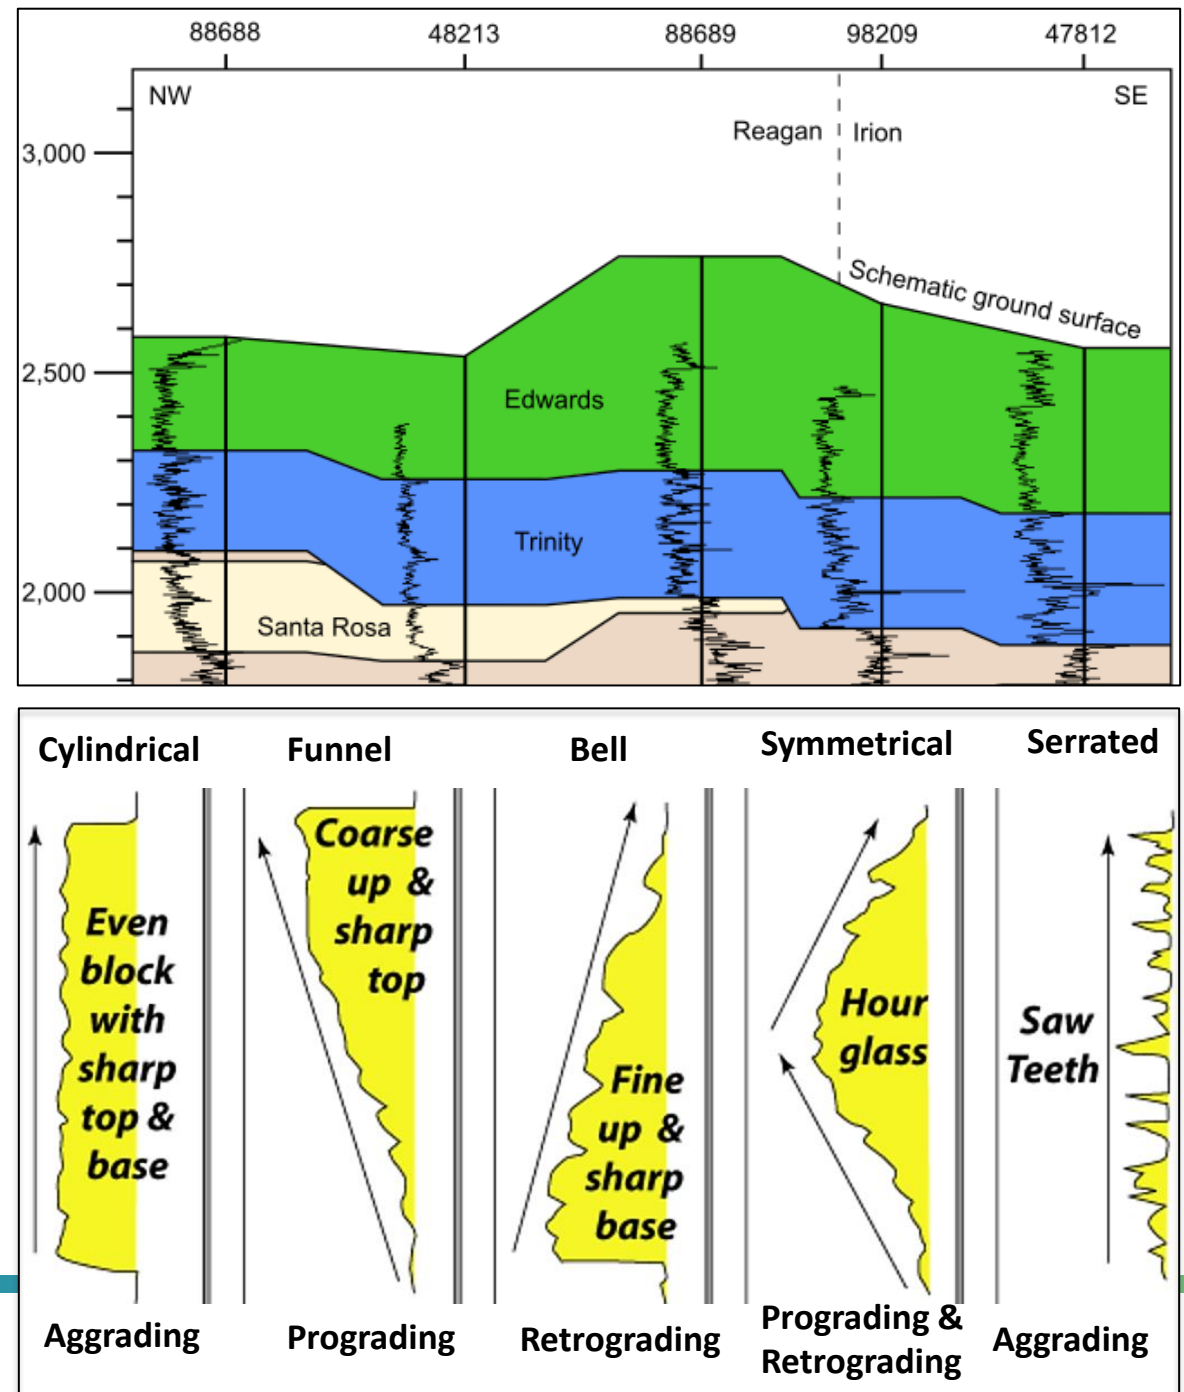 88688 48213 88689 98209 47812
NW SE
Reagan Irion
3,000
Schematic ground surface
2,500
Edwards
Trinity
2,000
Santa Rosa
Cylindrical Funnel Bell Symmetrical Serrated
Even
block
with
sharp
top &
base
Coarse
up &
sharp
top
Fine
up &
sharp
base
Hour
glass
Saw
Teeth
Aggrading
Prograding
Retrograding
Prograding &
Retrograding
Aggrading